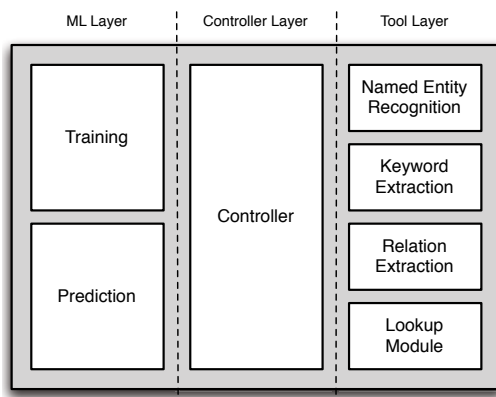 ML Layer
Controller Layer
Tool Layer
Training
Prediction
Controller
Named Entity
Recognition
Keyword
Extraction
Relation
Extraction
Lookup
Module